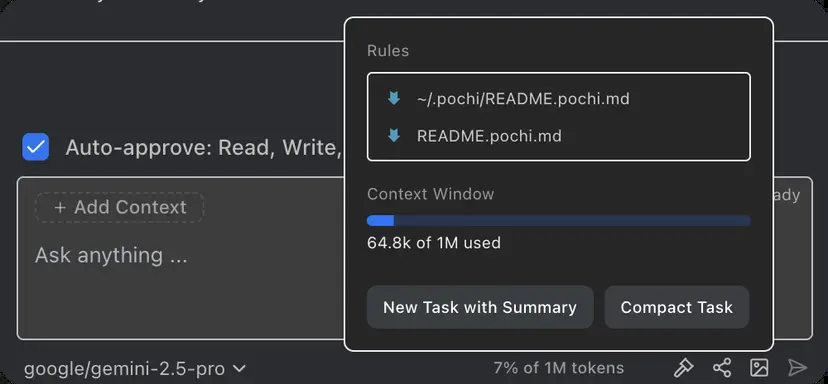 Rules
~/.pochi/README.pochi.md
README.pochi.md
Auto-approve: Read, Write,
Context Window
+ Add Context
ady
64.8k of 1M used
Ask anything ...
New Task with Summary
Compact Task
google/gemini-2.5-pro
7% of 1M tokens